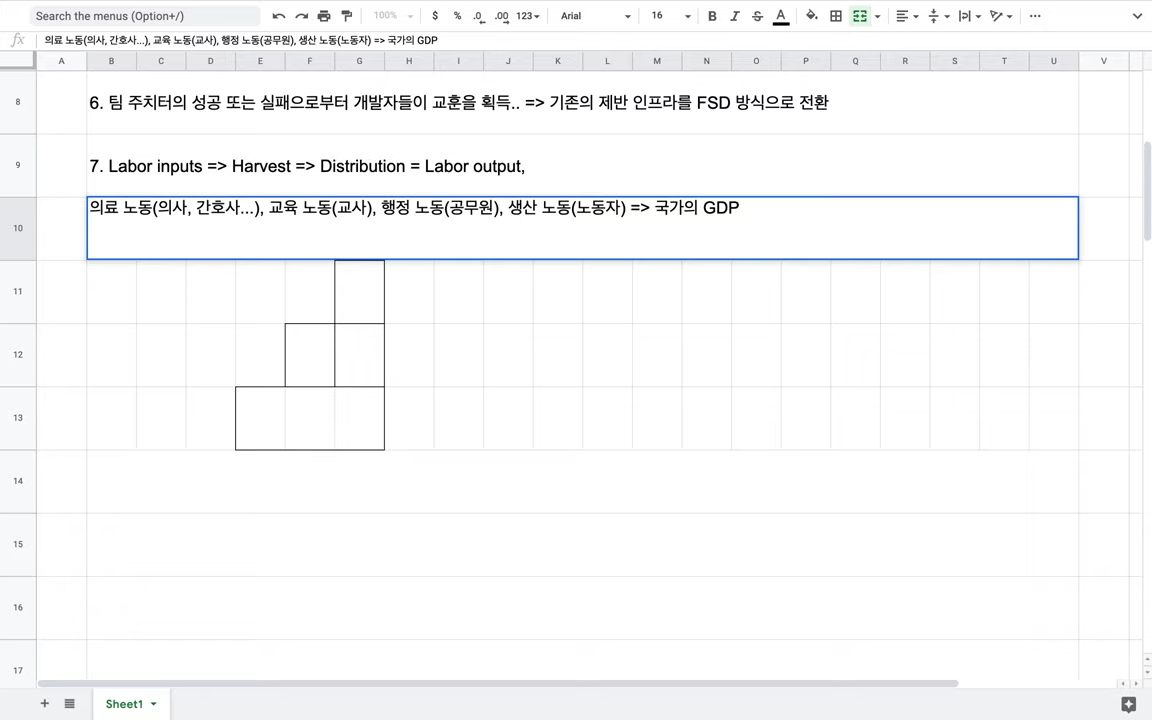 Search the menus (Option+/)
100%
$ % .0 .00 123
Arial
16
B I S A
fx 의료 노동(의사, 간호사...), 교육 노동(교사), 행정 노동(공무원), 생산 노동(노동자) => 국가의 GDP
A B C D E F G H I J K L M N O P Q R S T U V
8 6. 팀 주치터의 성공 또는 실패으로부터 개발자들이 교훈을 획득.. => 기존의 제반 인프라를 FSD 방식으로 전환
9 7. Labor inputs => Harvest => Distribution = Labor output,
10 의료 노동(의사, 간호사...), 교육 노동(교사), 행정 노동(공무원), 생산 노동(노동자) => 국가의 GDP
11
12
13
14
15
16
17
Sheet1